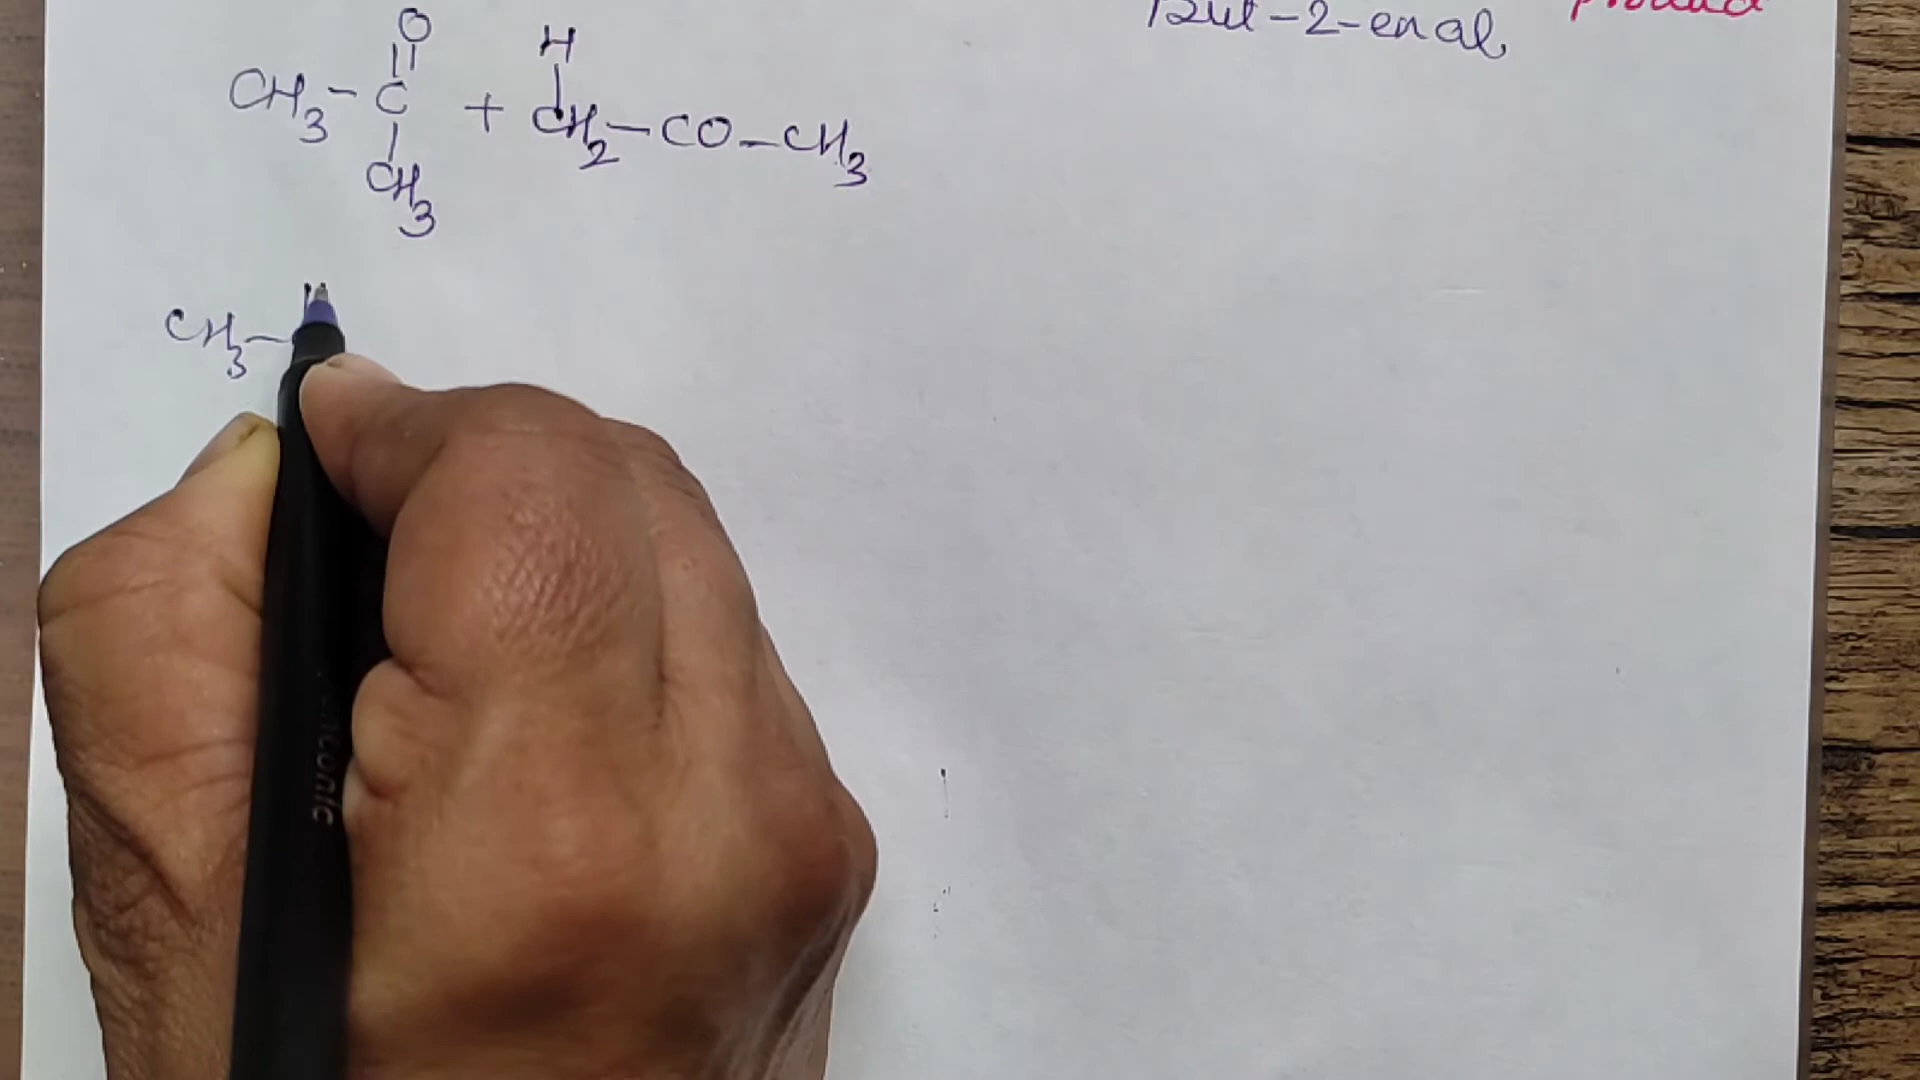 But-2-enal
O
H
CH3-C + CH2-CO-CH3
CH3
CH3-